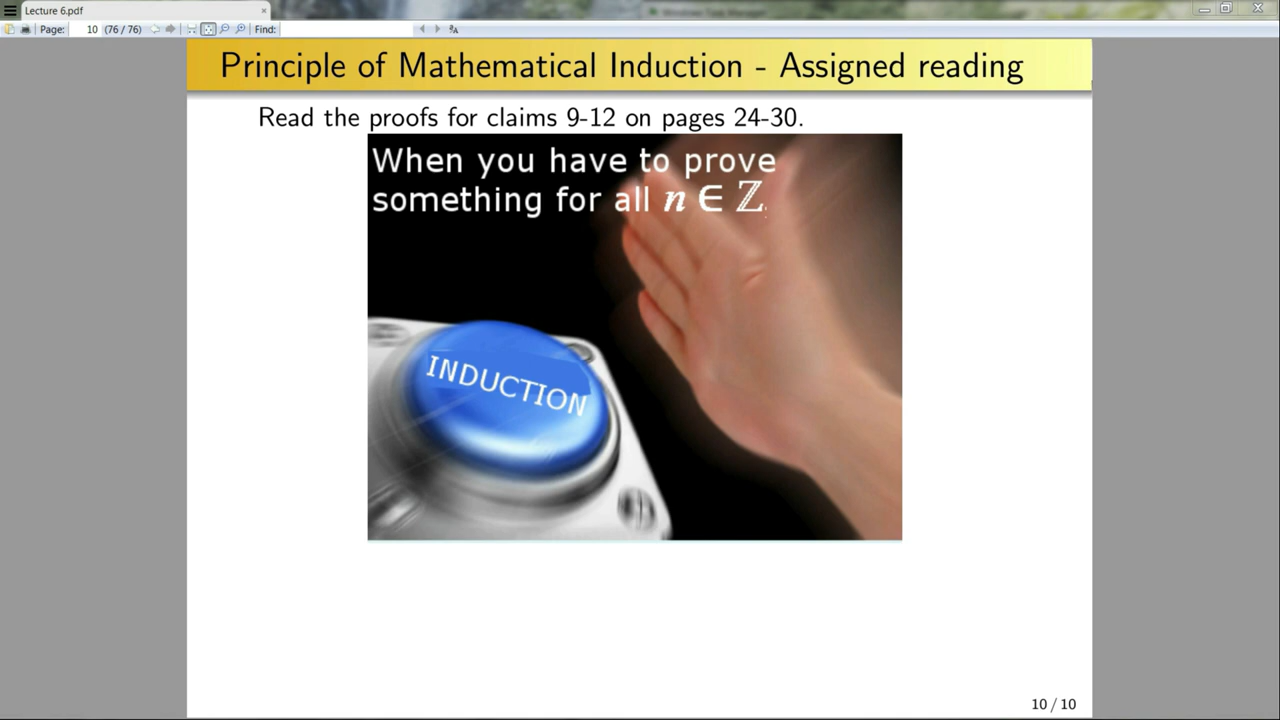 Lecture 6.pdf
Page: 10 (76 / 76) Find:
Principle of Mathematical Induction - Assigned reading
Read the proofs for claims 9-12 on pages 24-30.
When you have to prove
something for all n ∈ ℤ
INDUCTION
10 / 10